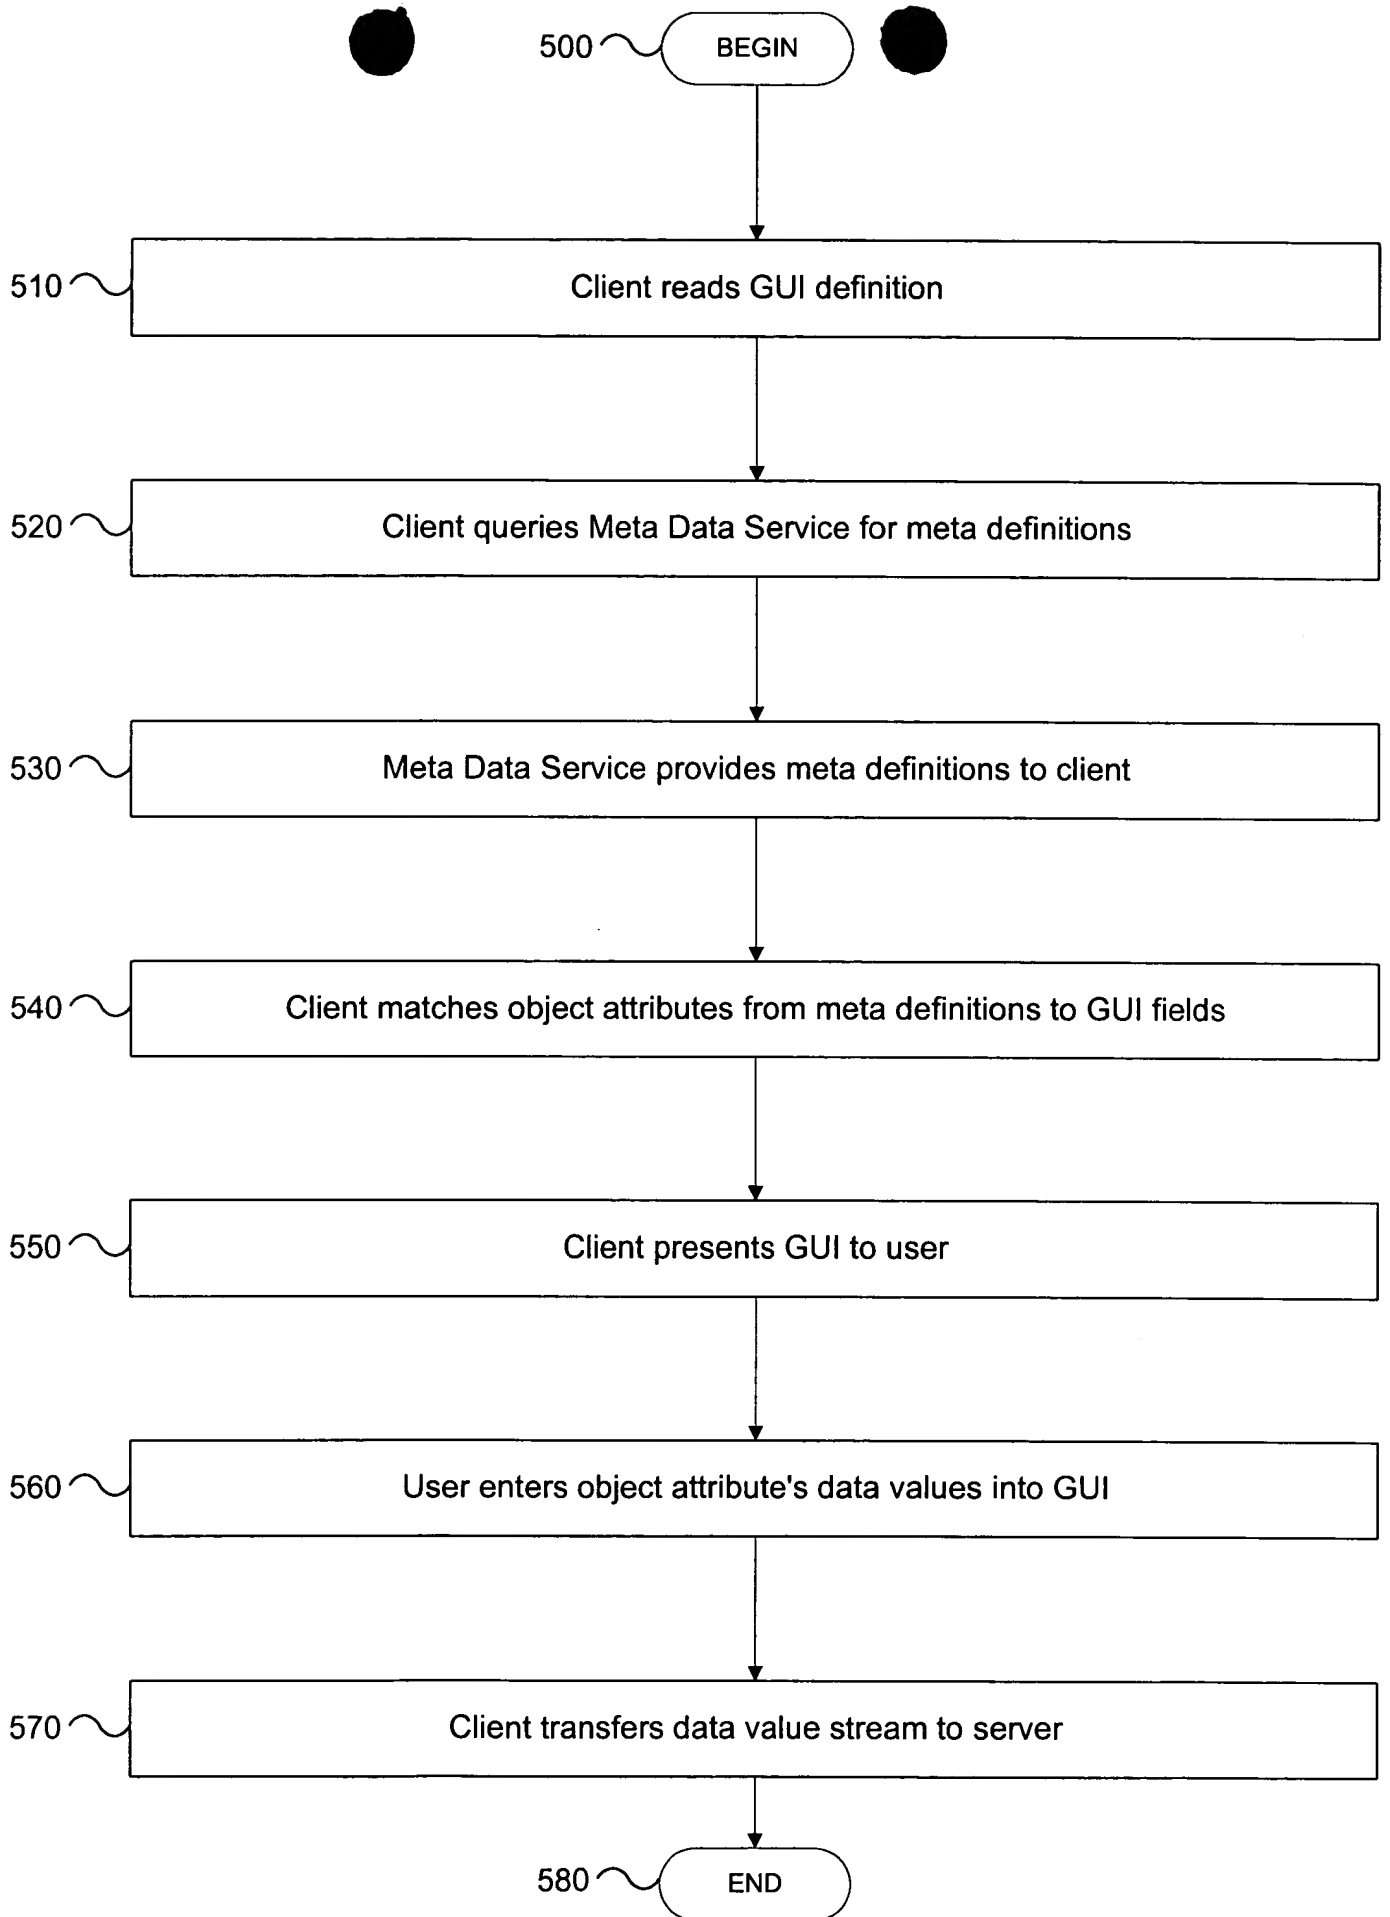 500 BEGIN
510 Client reads GUI definition
520 Client queries Meta Data Service for meta definitions
530 Meta Data Service provides meta definitions to client
540 Client matches object attributes from meta definitions to GUI fields
550 Client presents GUI to user
560 User enters object attribute's data values into GUI
570 Client transfers data value stream to server
580 END